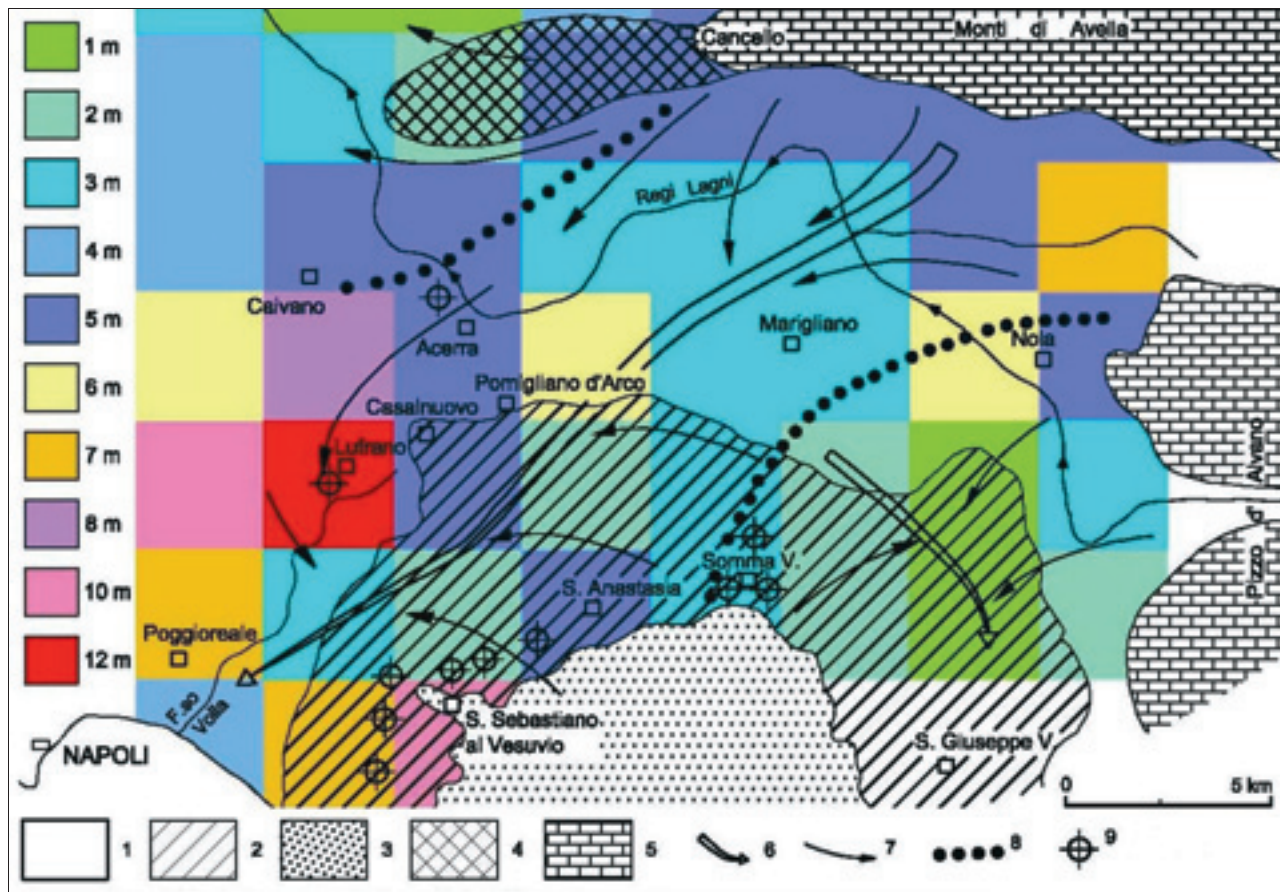 1 m
2 m
3 m
4 m
5 m
6 m
7 m
8 m
10 m
12 m
Cancello
Monti di Avella
Regi Lagni
Caivano
Acerra
Marigliano
Nola
Pomigliano d'Arco
Casalnuovo
Lufrano
Pizzo d'Alvano
Somma V.
S. Anastasia
Poggioreale
F.so
Volla
S. Sebastiano
al Vesuvio
S. Giuseppe V.
NAPOLI
0 5 km
1 2 3 4 5 6 7 8 9